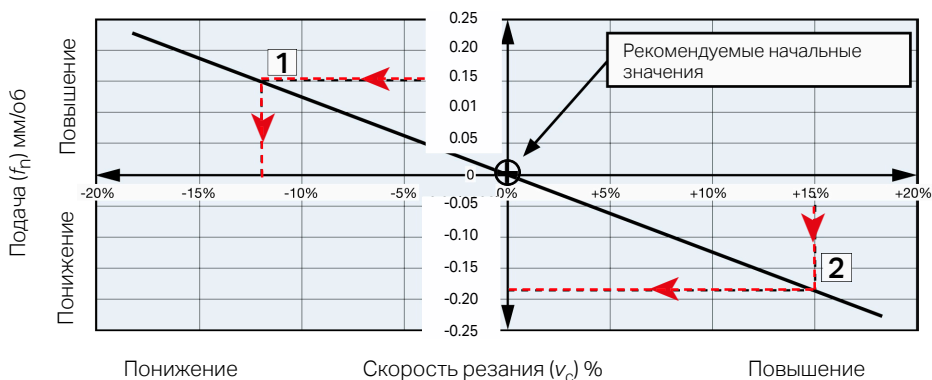 Подача (fn) мм/об
Повышение
Понижение
0.25
0.20
0.15
0.01
0.05
0
-0.05
-0.10
-0.15
-0.20
-0.25
1
Рекомендуемые начальные
значения
-20% -15% -10% -5% 0% +5% +10% +15% +20%
2
Понижение Скорость резания (vc) % Повышение